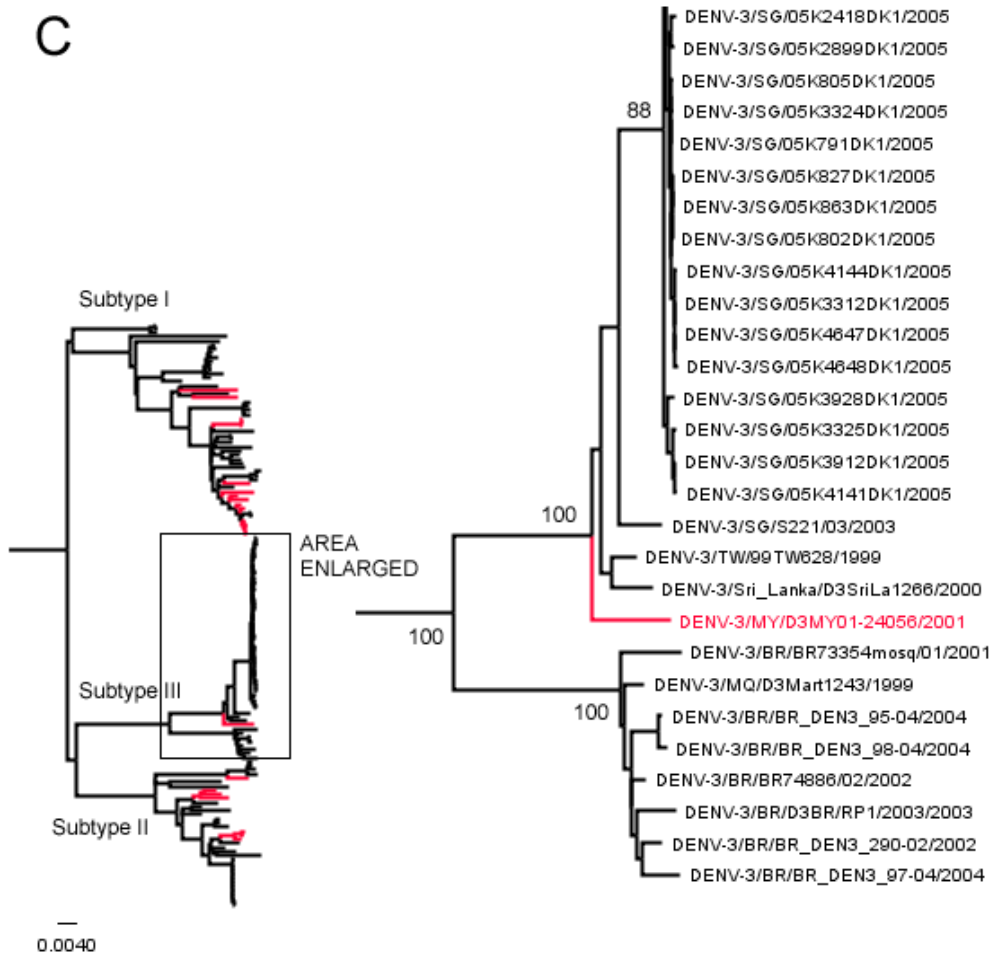 C
Subtype I
AREA
ENLARGED
Subtype III
Subtype II
0.0040
DENV-3/SG/05K2418DK1/2005
DENV-3/SG/05K2899DK1/2005
DENV-3/SG/05K805DK1/2005
88
DENV-3/SG/05K3324DK1/2005
DENV-3/SG/05K791DK1/2005
DENV-3/SG/05K827DK1/2005
DENV-3/SG/05K863DK1/2005
DENV-3/SG/05K802DK1/2005
DENV-3/SG/05K4144DK1/2005
DENV-3/SG/05K3312DK1/2005
DENV-3/SG/05K4647DK1/2005
DENV-3/SG/05K4648DK1/2005
DENV-3/SG/05K3928DK1/2005
DENV-3/SG/05K3325DK1/2005
DENV-3/SG/05K3912DK1/2005
DENV-3/SG/05K4141DK1/2005
100
DENV-3/SG/S221/03/2003
DENV-3/TW/99TW628/1999
DENV-3/Sri_Lanka/D3SriLa1266/2000
DENV-3/MY/D3MY01-24056/2001
100
DENV-3/BR/BR73354mosq/01/2001
DENV-3/MQ/D3Mart1243/1999
100
DENV-3/BR/BR_DEN3_95-04/2004
DENV-3/BR/BR_DEN3_98-04/2004
DENV-3/BR/BR74886/02/2002
DENV-3/BR/D3BR/RP1/2003/2003
DENV-3/BR/BR_DEN3_290-02/2002
DENV-3/BR/BR_DEN3_97-04/2004